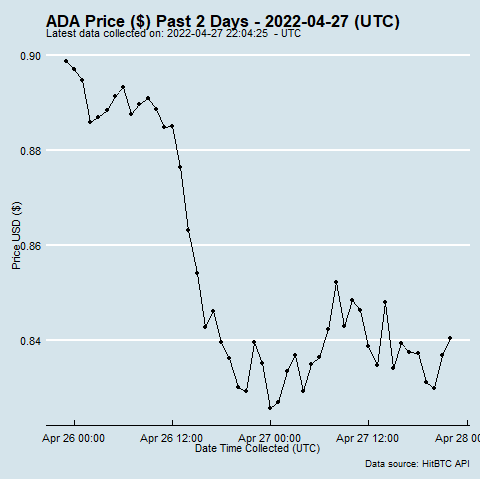 ADA Price ($) Past 2 Days - 2022-04-27 (UTC)
Latest data collected on: 2022-04-27 22:04:25 - UTC
0.90
0.88
0.86
0.84
Price USD ($)
Apr 26 00:00
Apr 26 12:00
Apr 27 00:00
Apr 27 12:00
Apr 28 00
Date Time Collected (UTC)
Data source: HitBTC API